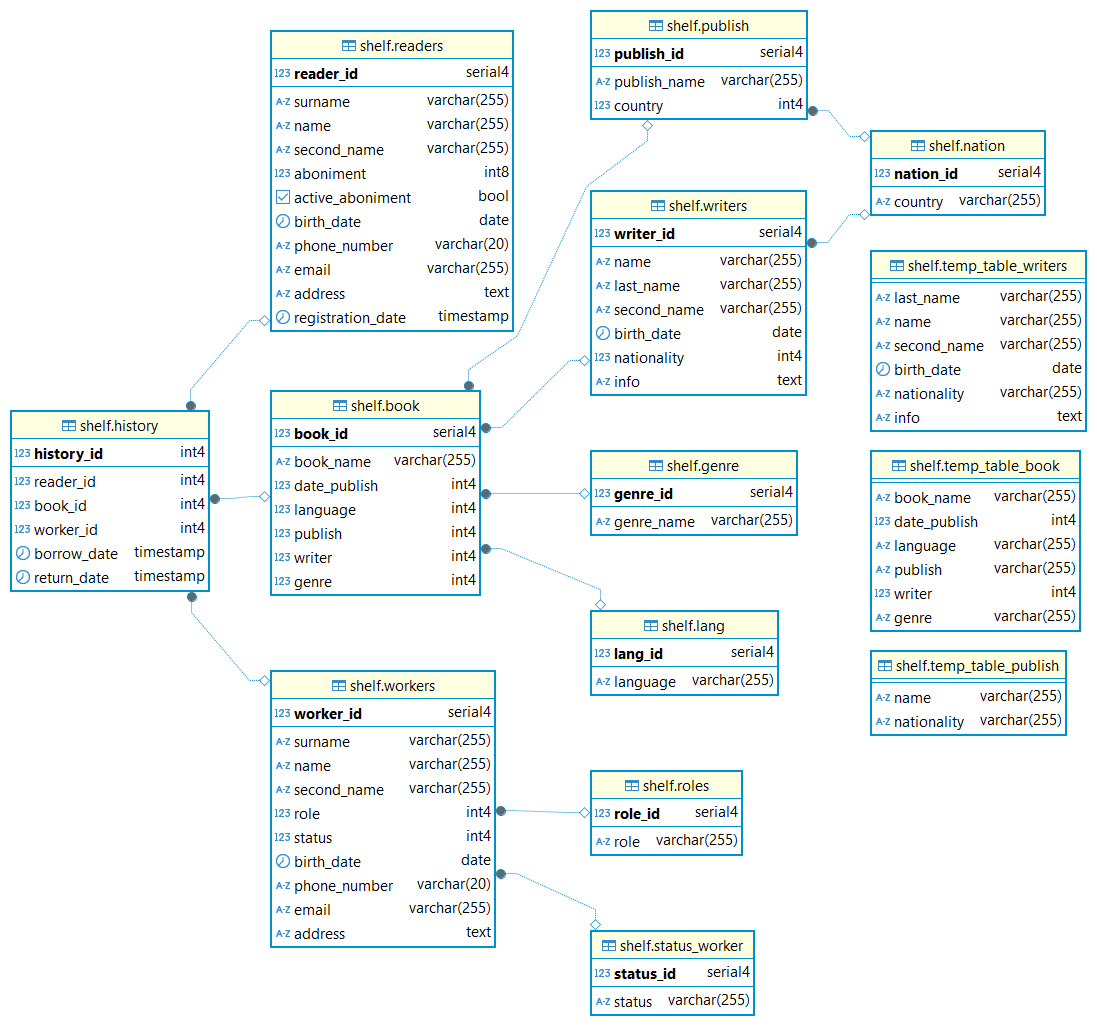 shelf.publish
123 publish_id serial4
A-Z publish_name varchar(255)
123 country int4
shelf.readers
123 reader_id serial4
A-Z surname varchar(255)
A-Z name varchar(255)
A-Z second_name varchar(255)
123 aboniment int8
active_aboniment bool
birth_date date
A-Z phone_number varchar(20)
A-Z email varchar(255)
A-Z address text
registration_date timestamp
shelf.nation
123 nation_id serial4
A-Z country varchar(255)
shelf.writers
123 writer_id serial4
A-Z name varchar(255)
A-Z last_name varchar(255)
A-Z second_name varchar(255)
birth_date date
123 nationality int4
A-Z info text
shelf.temp_table_writers
A-Z last_name varchar(255)
A-Z name varchar(255)
A-Z second_name varchar(255)
birth_date date
A-Z nationality varchar(255)
A-Z info text
shelf.history
123 history_id int4
123 reader_id int4
123 book_id int4
123 worker_id int4
borrow_date timestamp
return_date timestamp
shelf.book
123 book_id serial4
A-Z book_name varchar(255)
123 date_publish int4
123 language int4
123 publish int4
123 writer int4
123 genre int4
shelf.genre
123 genre_id serial4
A-Z genre_name varchar(255)
shelf.temp_table_book
A-Z book_name varchar(255)
123 date_publish int4
A-Z language varchar(255)
A-Z publish varchar(255)
123 writer int4
A-Z genre varchar(255)
shelf.lang
123 lang_id serial4
A-Z language varchar(255)
shelf.temp_table_publish
A-Z name varchar(255)
A-Z nationality varchar(255)
shelf.workers
123 worker_id serial4
A-Z surname varchar(255)
A-Z name varchar(255)
A-Z second_name varchar(255)
123 role int4
123 status int4
birth_date date
A-Z phone_number varchar(20)
A-Z email varchar(255)
A-Z address text
shelf.roles
123 role_id serial4
A-Z role varchar(255)
shelf.status_worker
123 status_id serial4
A-Z status varchar(255)